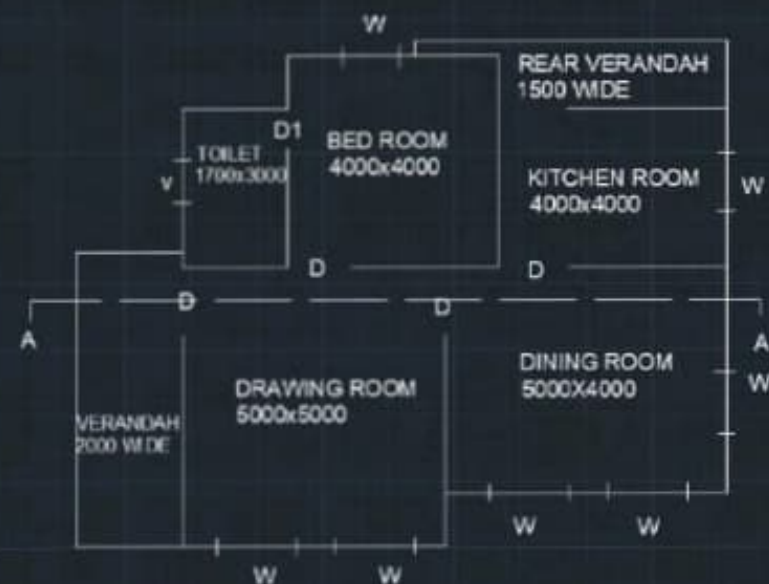 W
REAR VERANDAH
1500 WIDE
D1
BED ROOM
4000x4000
TOILET
1700x3000
V
KITCHEN ROOM
4000x4000
W
D
D
D
D
A
A
DINING ROOM
5000X4000
W
DRAWING ROOM
5000x5000
VERANDAH
2000 WIDE
W
W
W
W